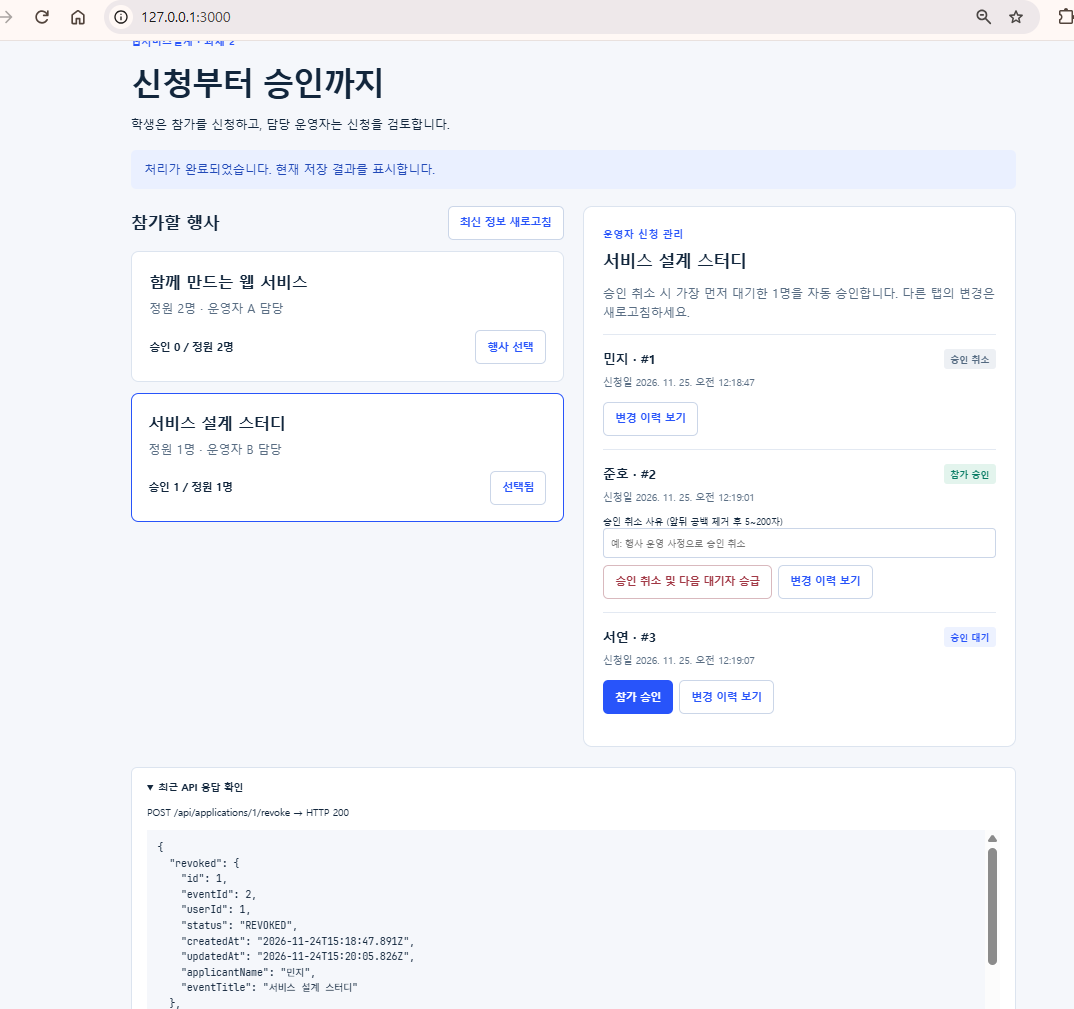 127.0.0.1:3000
신청부터 승인까지
학생은 참가를 신청하고, 담당 운영자는 신청을 검토합니다.
처리가 완료되었습니다. 현재 저장 결과를 표시합니다.
참가할 행사
최신 정보 새로고침
함께 만드는 웹 서비스
정원 2명 · 운영자 A 담당
승인 0 / 정원 2명
행사 선택
서비스 설계 스터디
정원 1명 · 운영자 B 담당
승인 1 / 정원 1명
선택됨
운영자 신청 관리
서비스 설계 스터디
승인 취소 시 가장 먼저 대기한 1명을 자동 승인합니다. 다른 탭의 변경은
새로고침하세요.
민지 · #1
승인 취소
신청일 2026. 11. 25. 오전 12:18:47
변경 이력 보기
준호 · #2
참가 승인
신청일 2026. 11. 25. 오전 12:19:01
승인 취소 사유 (앞뒤 공백 제거 후 5~200자)
예: 행사 운영 사정으로 승인 취소
승인 취소 및 다음 대기자 승급
변경 이력 보기
서연 · #3
승인 대기
신청일 2026. 11. 25. 오전 12:19:07
참가 승인
변경 이력 보기
▼ 최근 API 응답 확인
POST /api/applications/1/revoke → HTTP 200
{
"revoked": {
"id": 1,
"eventId": 2,
"userId": 1,
"status": "REVOKED",
"createdAt": "2026-11-24T15:18:47.891Z",
"updatedAt": "2026-11-24T15:20:05.826Z",
"applicantName": "민지",
"eventTitle": "서비스 설계 스터디"
},